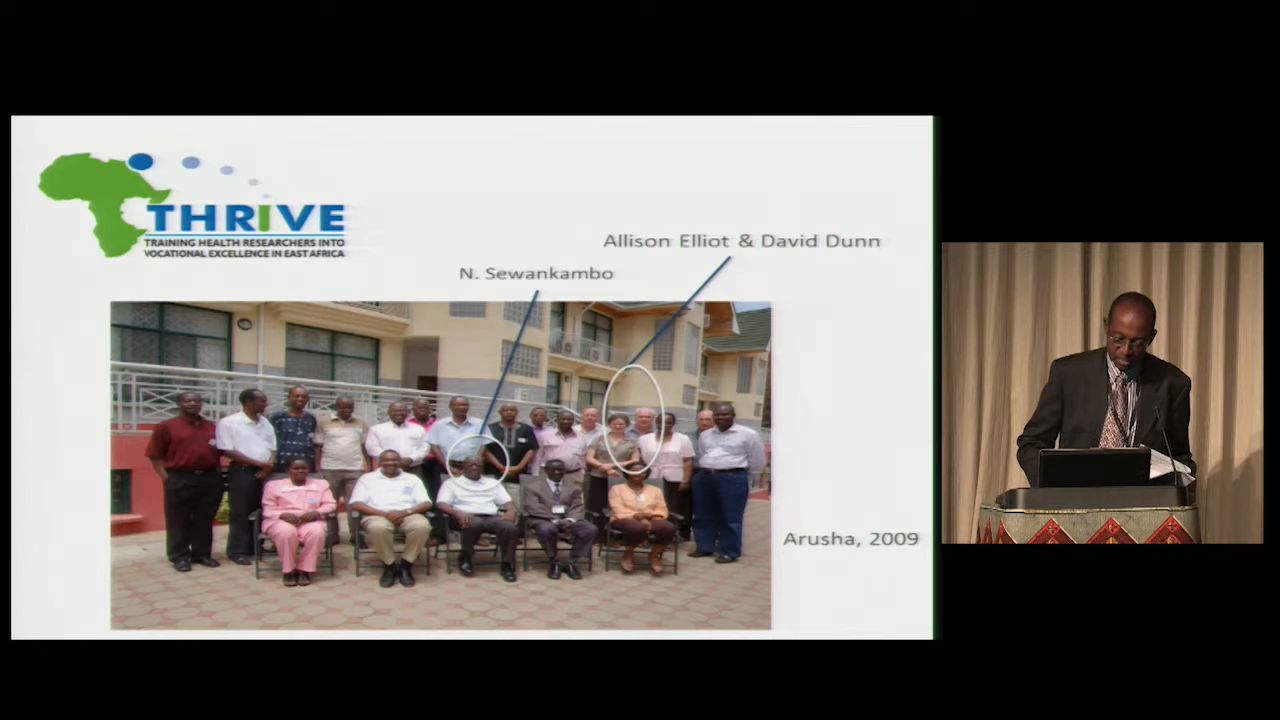 THRiVE
TRAINING HEALTH RESEARCHERS INTO
VOCATIONAL EXCELLENCE IN EAST AFRICA
Allison Elliot & David Dunn
N. Sewankambo
Arusha, 2009